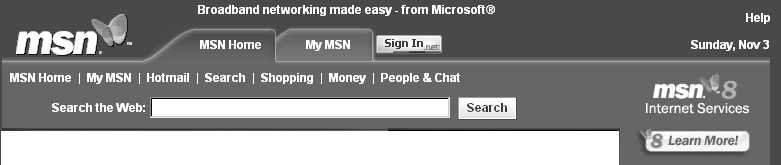 Broadband networking made easy - from Microsoft®
Help
msn.™
MSN Home My MSN Sign In .net
Sunday, Nov 3
MSN Home | My MSN | Hotmail | Search | Shopping | Money | People & Chat
msn. 8
Internet Services
Search the Web: Search
8 Learn More!